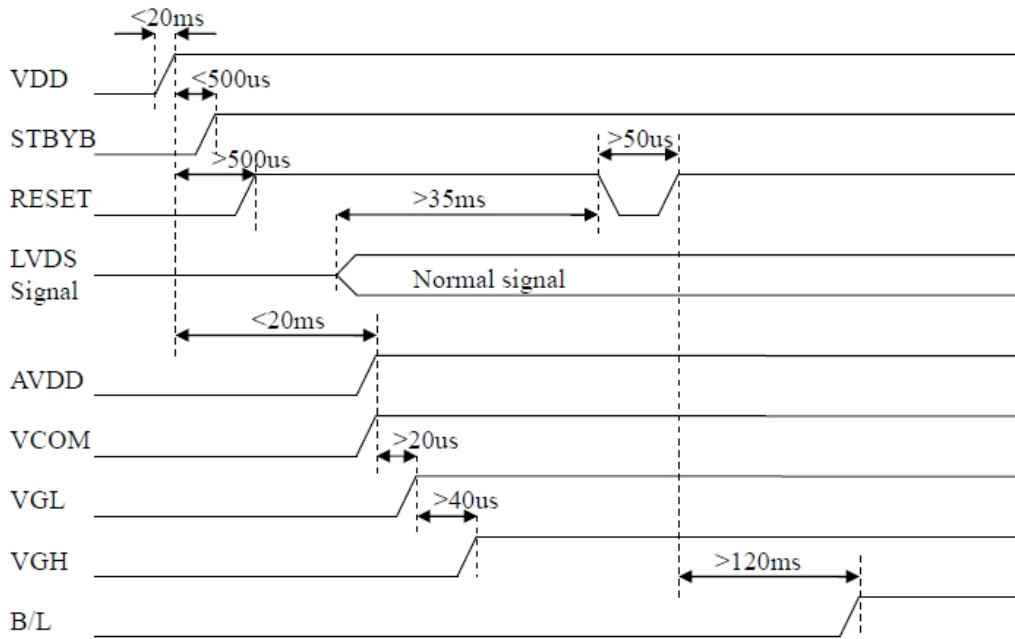 <20ms
VDD
<500us
STBYB
>500us
>50us
RESET
>35ms
LVDS
Signal
Normal signal
<20ms
AVDD
VCOM
>20us
VGL
>40us
VGH
>120ms
B/L